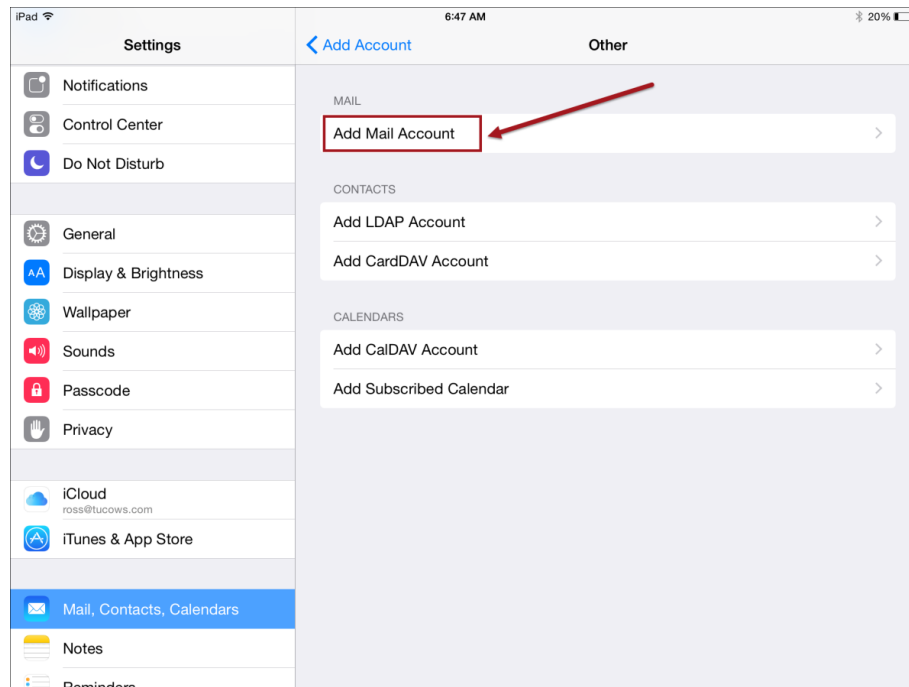 iPad
6:47 AM
20%
Settings
Add Account
Other
Notifications
Control Center
Do Not Disturb
General
AA
Display & Brightness
Wallpaper
Sounds
Passcode
Privacy
iCloud
ross@tucows.com
iTunes & App Store
Mail, Contacts, Calendars
Notes
Reminders
MAIL
Add Mail Account
CONTACTS
Add LDAP Account
Add CardDAV Account
CALENDARS
Add CalDAV Account
Add Subscribed Calendar